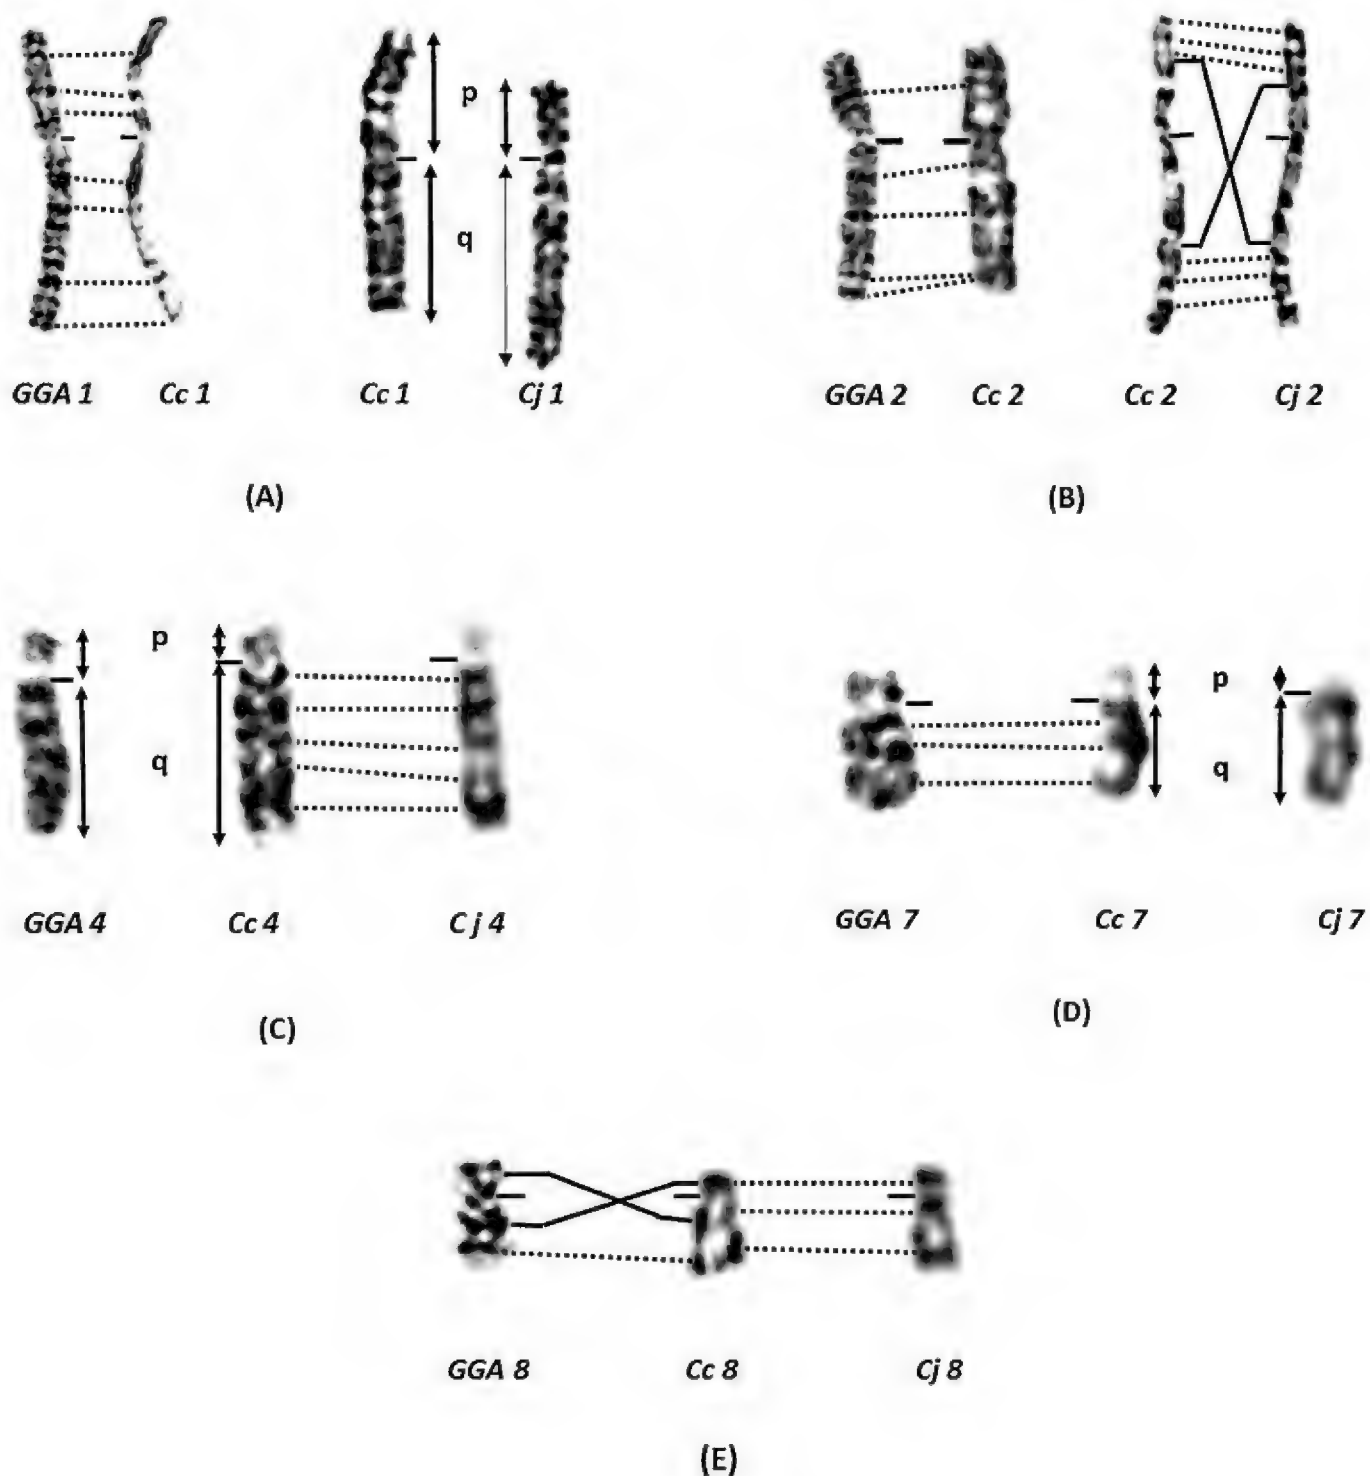 p
q
GGA 1 Cc 1 Cc 1 Cj 1
(A)
GGA 2 Cc 2 Cc 2 Cj 2
(B)
p
q
GGA 4 Cc 4 C j 4
(C)
p
q
GGA 7 Cc 7 Cj 7
(D)
GGA 8 Cc 8 Cj 8
(E)